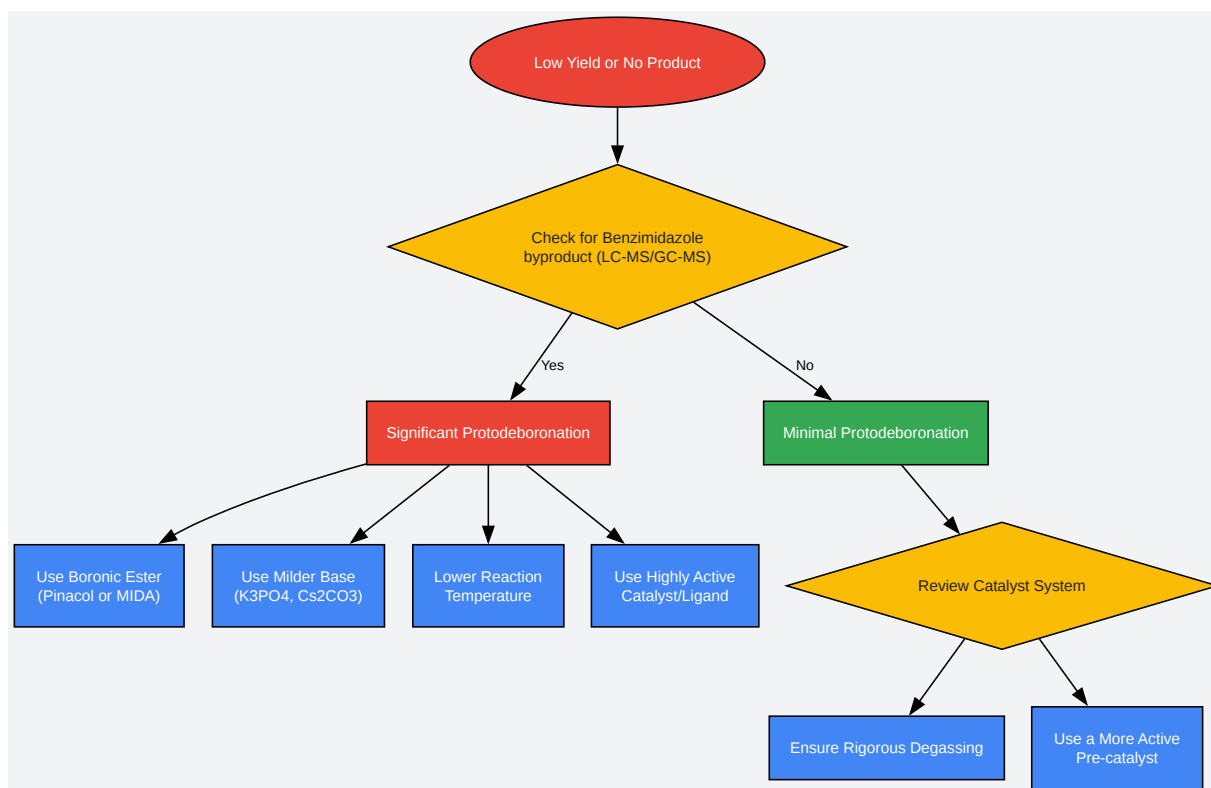 Low Yield or No Product
Check for Benzimidazole
byproduct (LC-MS/GC-MS)
Yes
No
Significant Protodeboronation
Minimal Protodeboronation
Use Boronic Ester
(Pinacol or MIDA)
Use Milder Base
(K3PO4, Cs2CO3)
Lower Reaction
Temperature
Use Highly Active
Catalyst/Ligand
Review Catalyst System
Ensure Rigorous Degassing
Use a More Active
Pre-catalyst